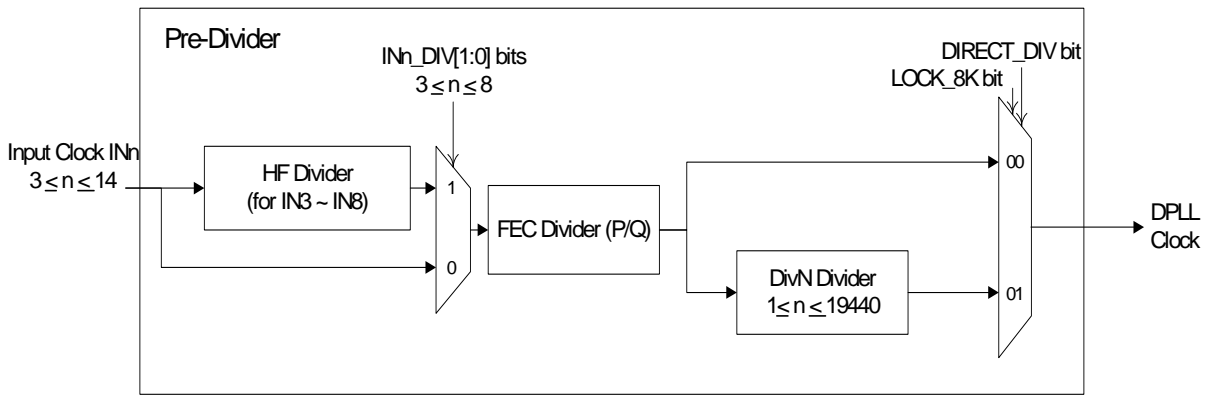 Pre-Divider
INn_DIV[1:0] bits
3 ≤ n ≤ 8
DIRECT_DIV bit
LOCK_8K bit
Input Clock INn
3 ≤ n ≤ 14
HF Divider
(for IN3 ~ IN8)
1
0
FEC Divider (P/Q)
00
DivN Divider
1 ≤ n ≤ 19440
01
DPLL
Clock